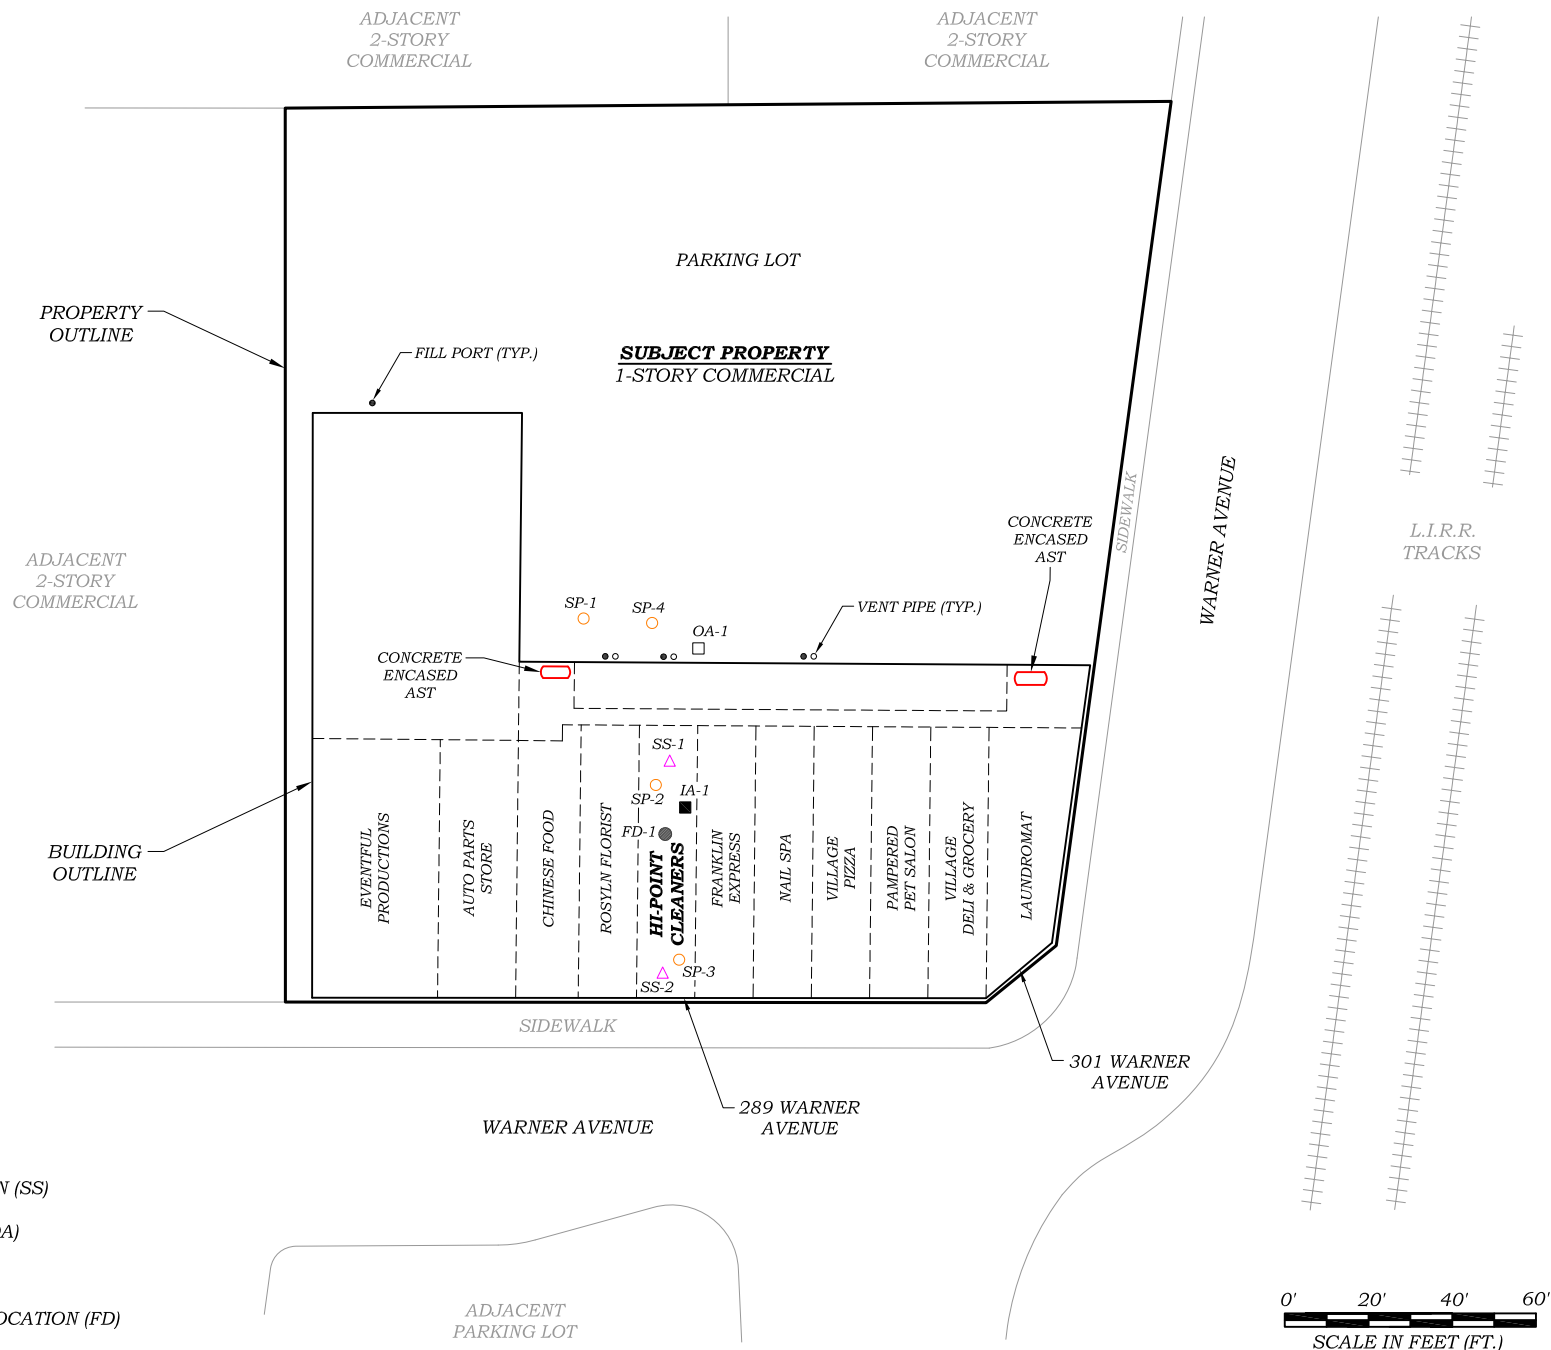 ADJACENT
2-STORY
COMMERCIAL
ADJACENT
2-STORY
COMMERCIAL
PARKING LOT
PROPERTY
OUTLINE
FILL PORT (TYP.)
SUBJECT PROPERTY
1-STORY COMMERCIAL
SIDEWALK
WARNER AVENUE
L.I.R.R.
TRACKS
CONCRETE
ENCASED
AST
ADJACENT
2-STORY
COMMERCIAL
SP-1
SP-4
OA-1
VENT PIPE (TYP.)
CONCRETE
ENCASED
AST
SS-1
SP-2
IA-1
FD-1
BUILDING
OUTLINE
EVENTFUL
PRODUCTIONS
AUTO PARTS
STORE
CHINESE FOOD
ROSYLN FLORIST
HI-POINT
CLEANERS
FRANKLIN
EXPRESS
NAIL SPA
VILLAGE
PIZZA
PAMPERED
PET SALON
VILLAGE
DELI & GROCERY
LAUNDROMAT
SP-3
SS-2
SIDEWALK
301 WARNER
AVENUE
289 WARNER
AVENUE
WARNER AVENUE
N (SS)
OA)
OCATION (FD)
ADJACENT
PARKING LOT
0' 20' 40' 60'
SCALE IN FEET (FT.)